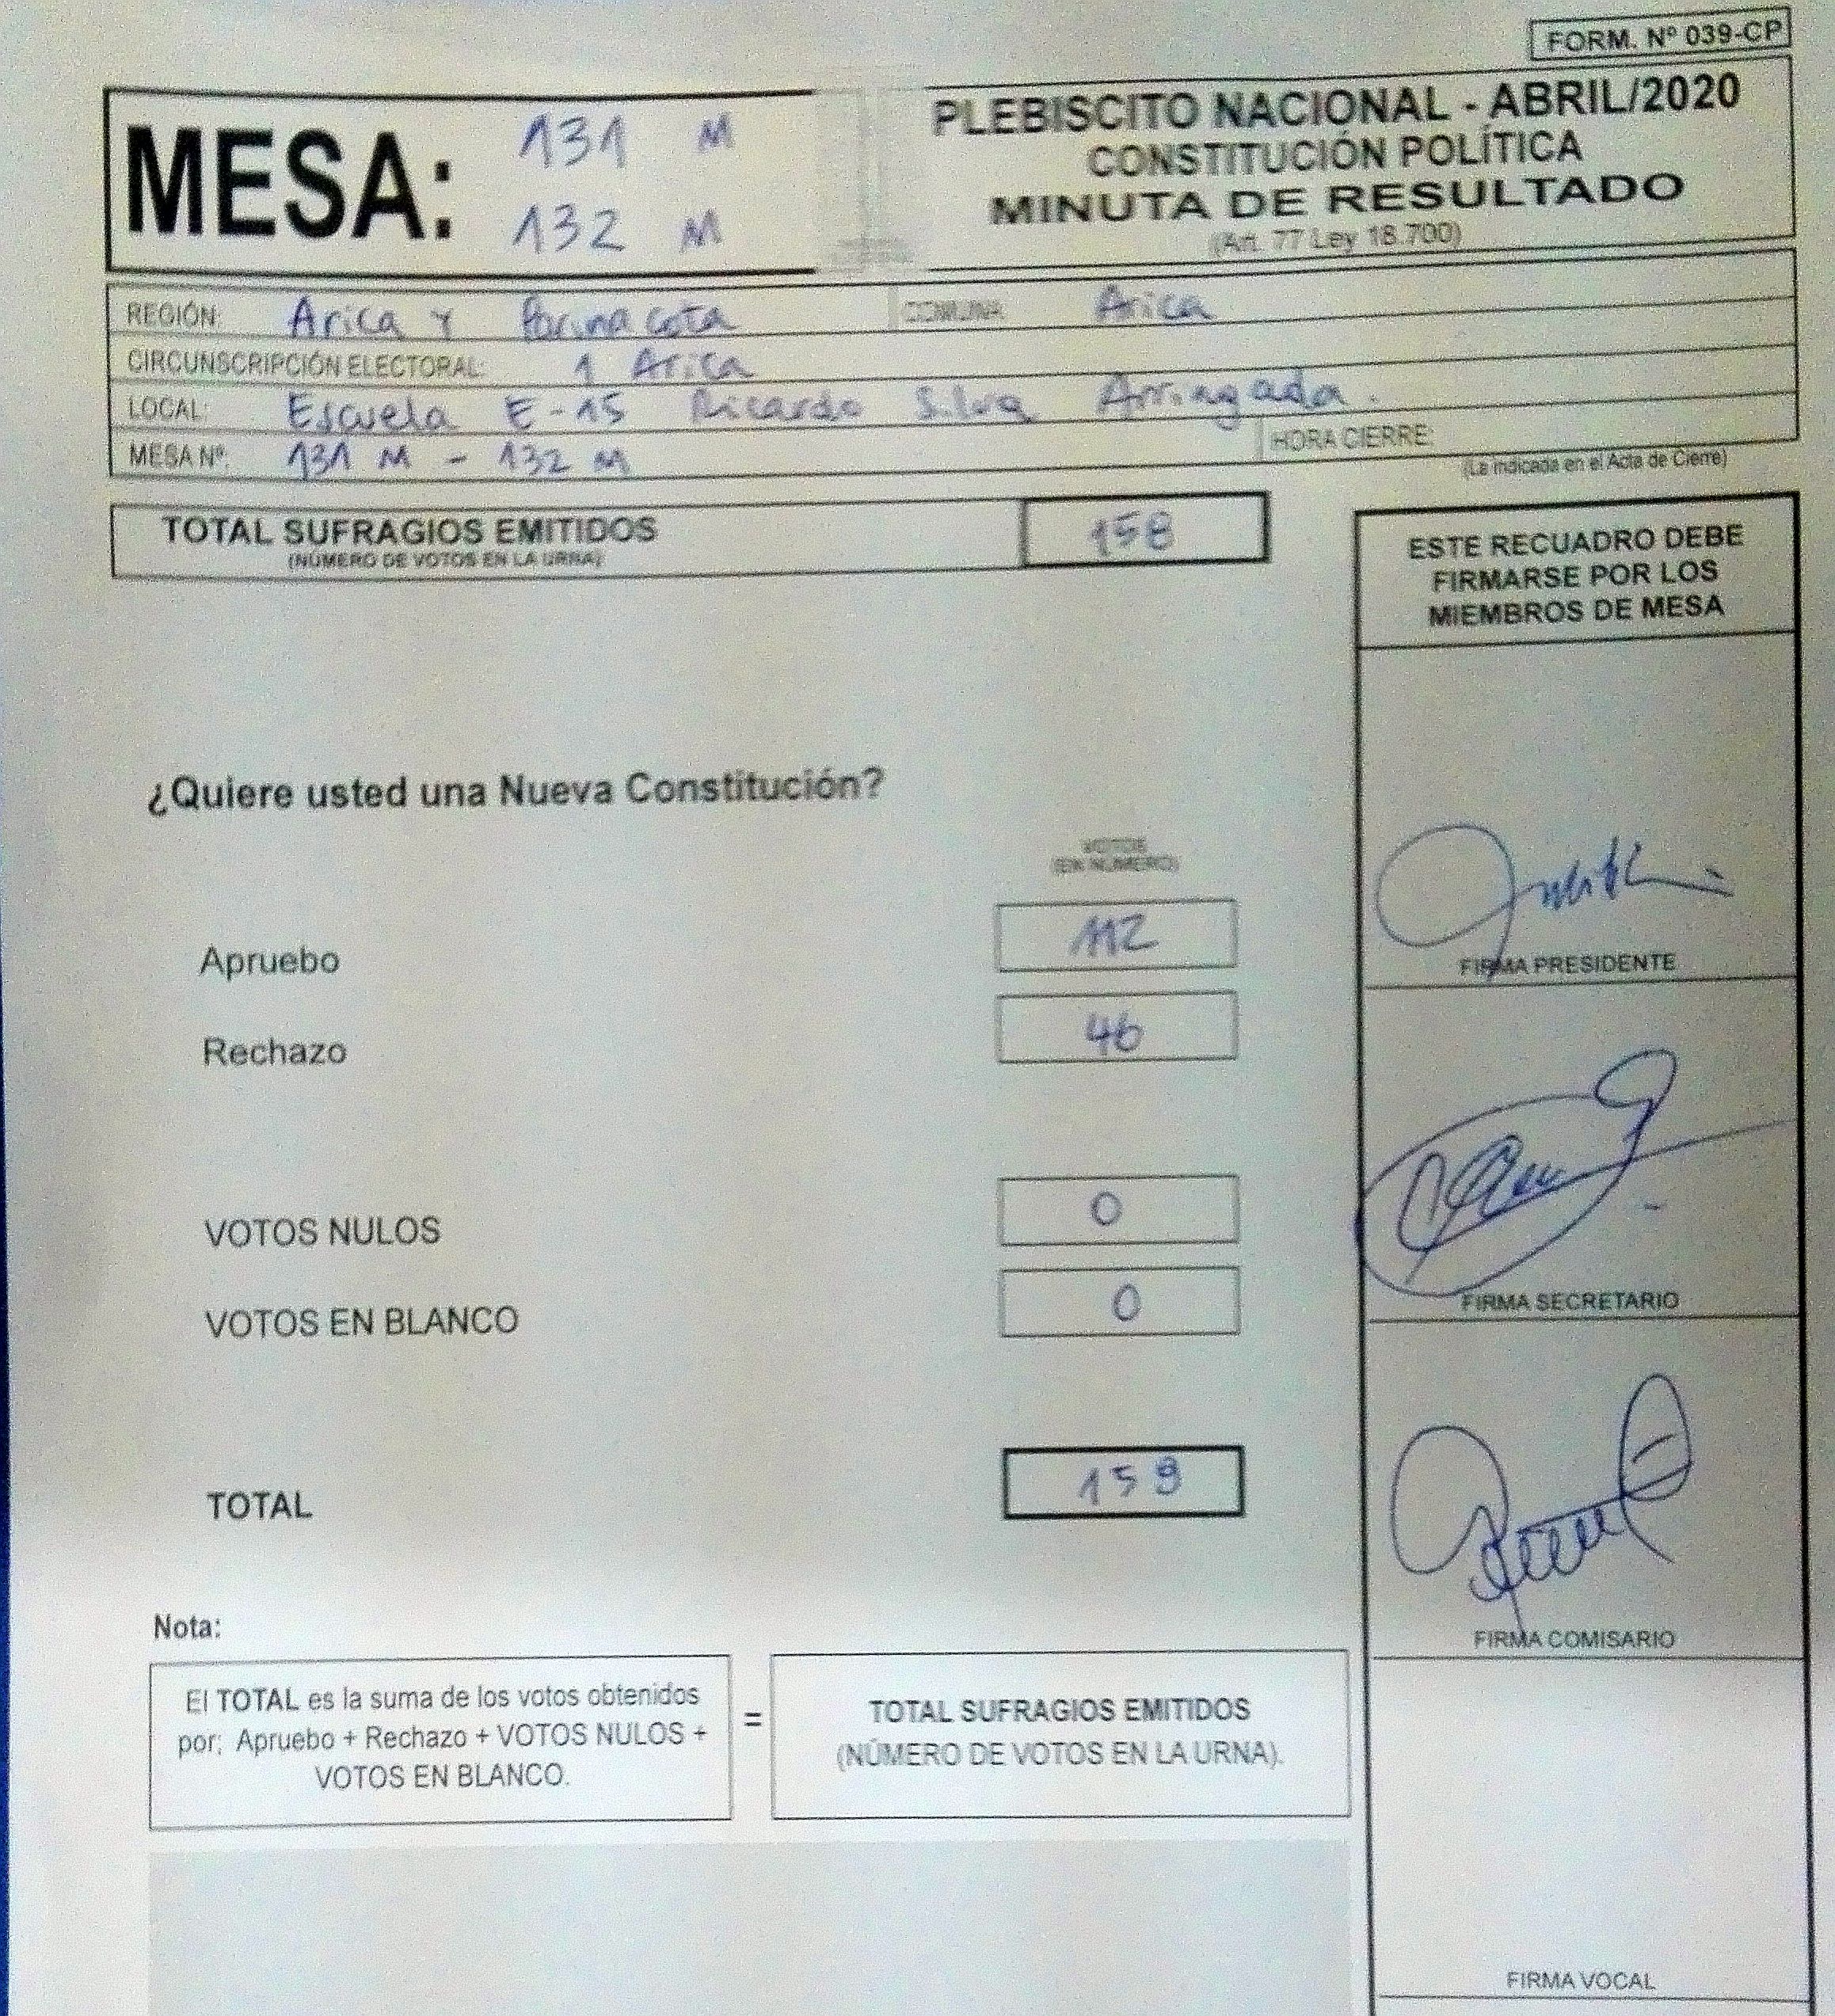 FORM. Nº 039-CP
MESA: 131 M
132 M
PLEBISCITO NACIONAL - ABRIL/2020
CONSTITUCIÓN POLÍTICA
MINUTA DE RESULTADO
(Art. 77 Ley 18.700)
REGIÓN: Arica y Parinacota COMUNA: Arica
CIRCUNSCRIPCIÓN ELECTORAL: 1 Arica
LOCAL: Escuela E-15 Ricardo Silva Arriagada.
MESA Nº: 131 M - 132 M HORA CIERRE:
(La indicada en el Acta de Cierre)
TOTAL SUFRAGIOS EMITIDOS 158
(NÚMERO DE VOTOS EN LA URNA)
ESTE RECUADRO DEBE
FIRMARSE POR LOS
MIEMBROS DE MESA
¿Quiere usted una Nueva Constitución?
VOTOS
(EN NÚMERO)
Apruebo 112
Rechazo 46
VOTOS NULOS 0
VOTOS EN BLANCO 0
TOTAL 158
FIRMA PRESIDENTE
FIRMA SECRETARIO
FIRMA COMISARIO
FIRMA VOCAL
Nota:
El TOTAL es la suma de los votos obtenidos
por; Apruebo + Rechazo + VOTOS NULOS +
VOTOS EN BLANCO.
=
TOTAL SUFRAGIOS EMITIDOS
(NÚMERO DE VOTOS EN LA URNA).